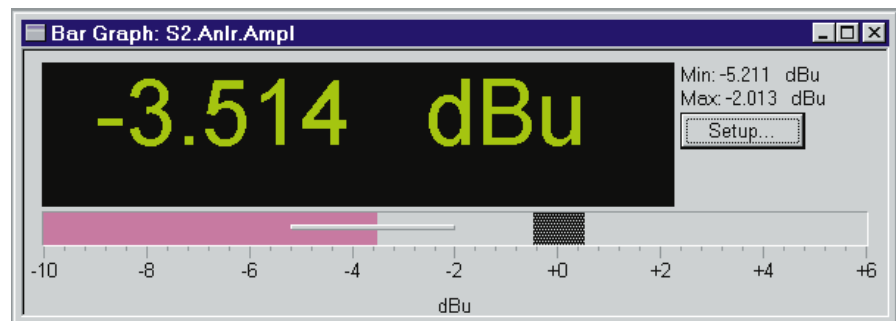 Bar Graph: S2.Anlr.Ampl
-3.514 dBu
Min: -5.211 dBu
Max: -2.013 dBu
Setup...
-10 -8 -6 -4 -2 +0 +2 +4 +6
dBu